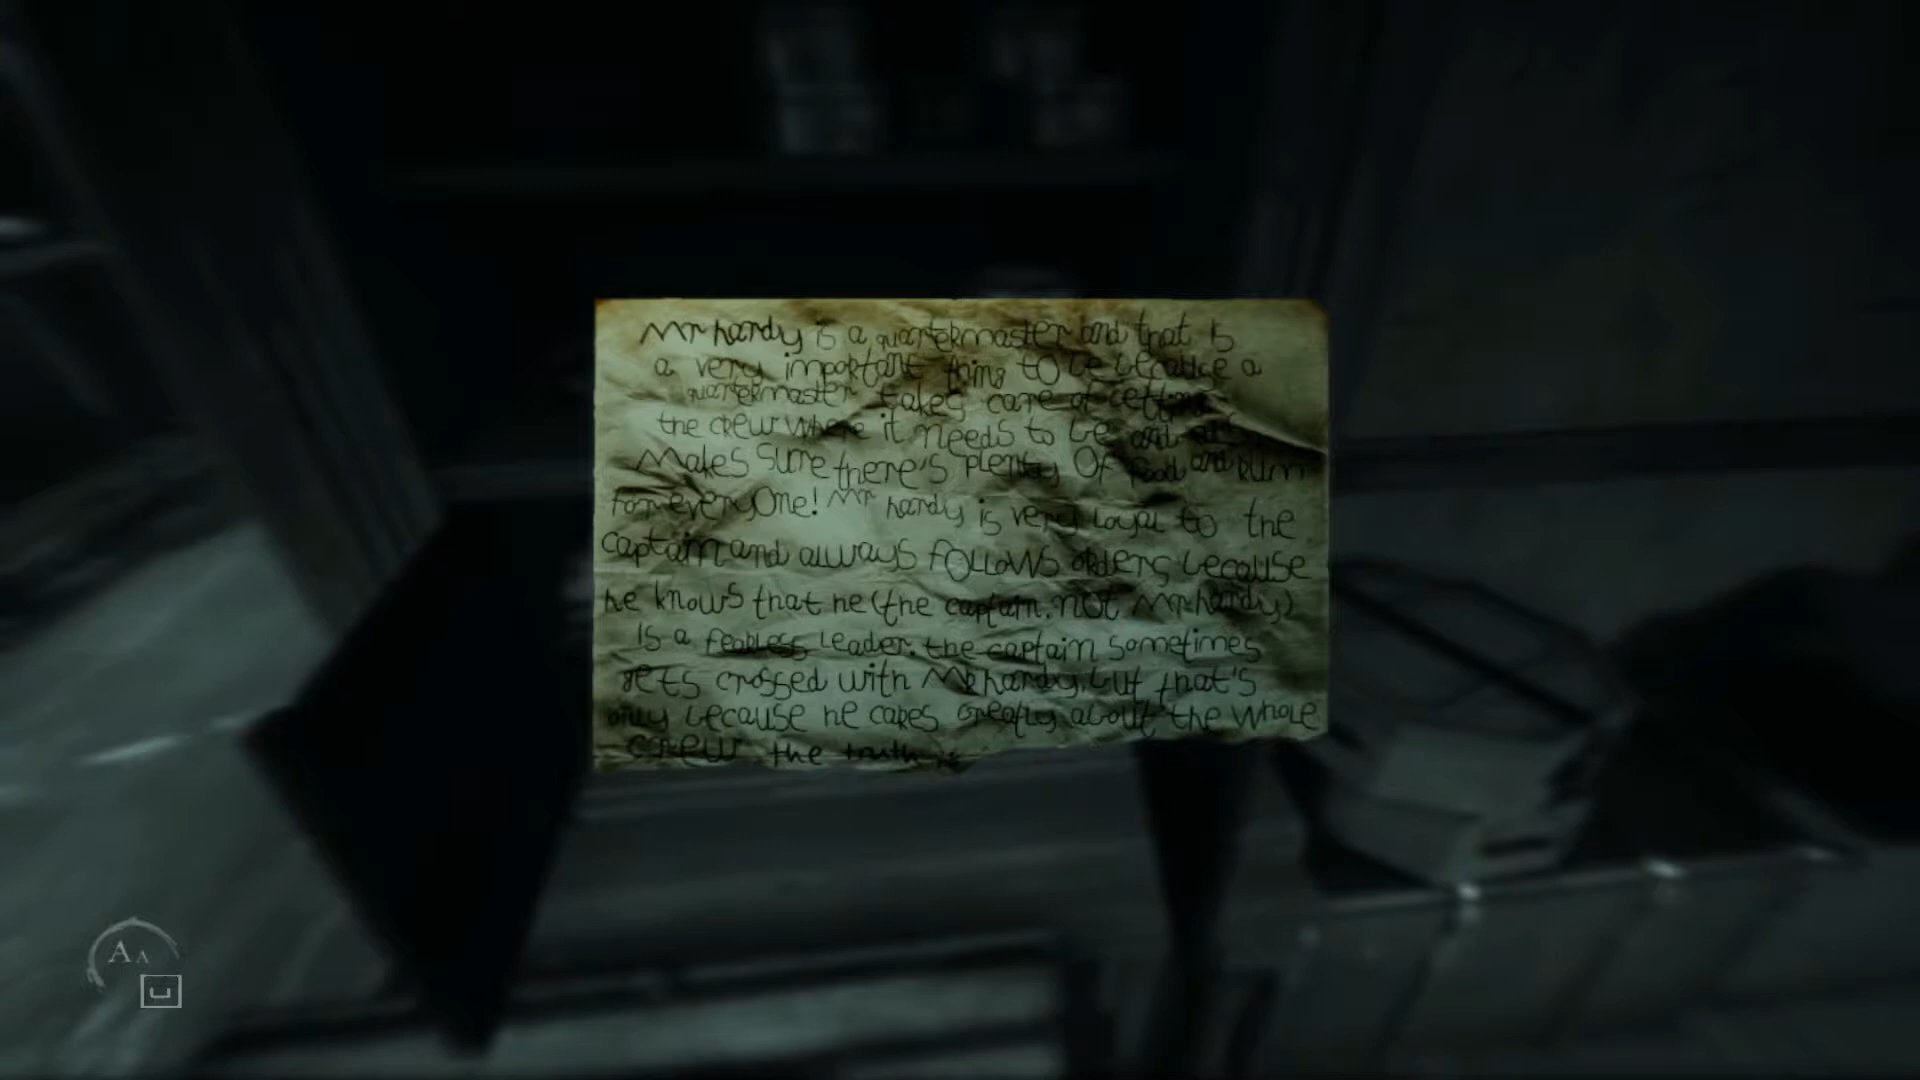 Mr hardy is a quartermaster and that is
a very important thing to be because a
quartermaster takes care of getting
the crew where it needs to be and also
makes sure there's plenty of food and rum
for everyone! Mr hardy is very loyal to the
captain and always follows orders because
he knows that he (the captain, not Mr hardy)
is a fearless leader. the captain sometimes
gets crossed with Mr hardy, but that's
only because he cares greatly about the whole
crew the truth is
A A